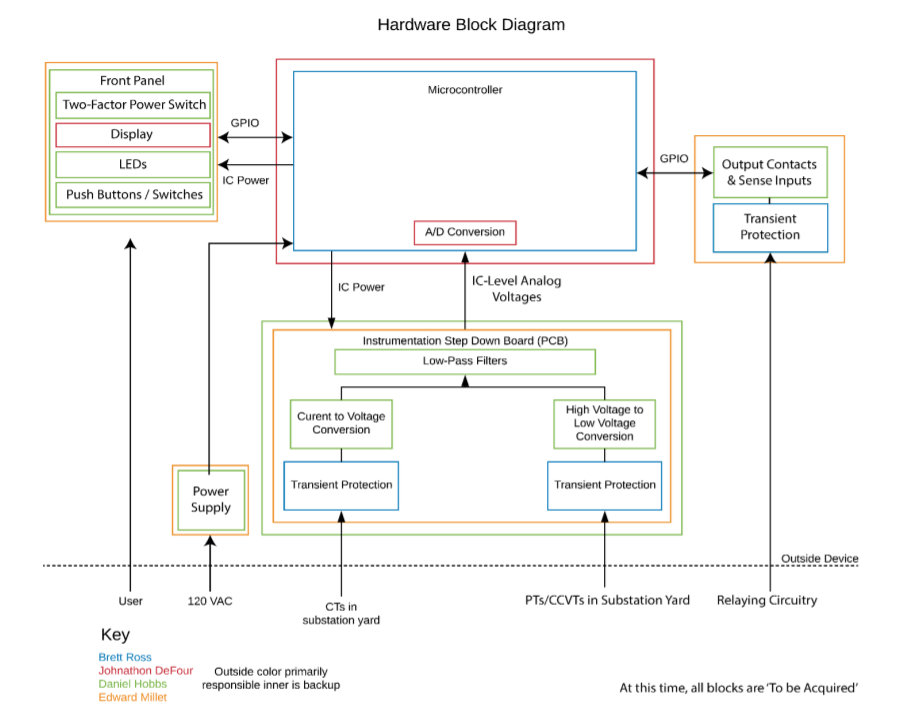 Hardware Block Diagram
Front Panel
Two-Factor Power Switch
Display
LEDs
Push Buttons / Switches
GPIO
IC Power
Microcontroller
A/D Conversion
GPIO
Output Contacts
& Sense Inputs
Transient
Protection
IC Power
IC-Level Analog
Voltages
Instrumentation Step Down Board (PCB)
Low-Pass Filters
Curent to Voltage
Conversion
High Voltage to
Low Voltage
Conversion
Transient Protection
Transient Protection
Power
Supply
Outside Device
User
120 VAC
CTs in
substation yard
PTs/CCVTs in Substation Yard
Relaying Circuitry
Key
Brett Ross
Johnathon DeFour
Daniel Hobbs
Edward Millet
Outside color primarily
responsible inner is backup
At this time, all blocks are 'To be Acquired'